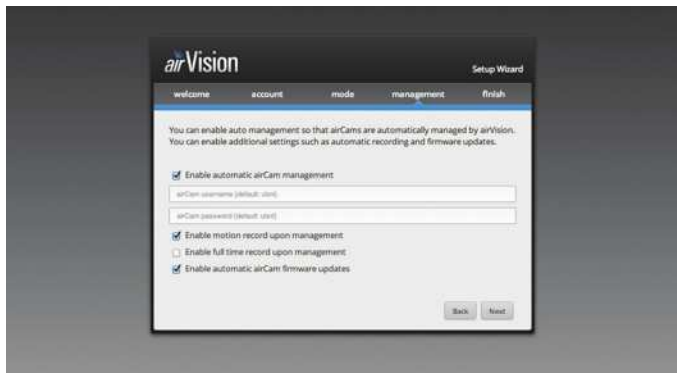 airVision
Setup Wizard
welcome account mode management finish
You can enable auto management so that airCams are automatically managed by airVision.
You can enable additional settings such as automatic recording and firmware updates.
Enable automatic airCam management
airCam username (default: ubnt)
airCam password (default: ubnt)
Enable motion record upon management
Enable full time record upon management
Enable automatic airCam firmware updates
Back Next